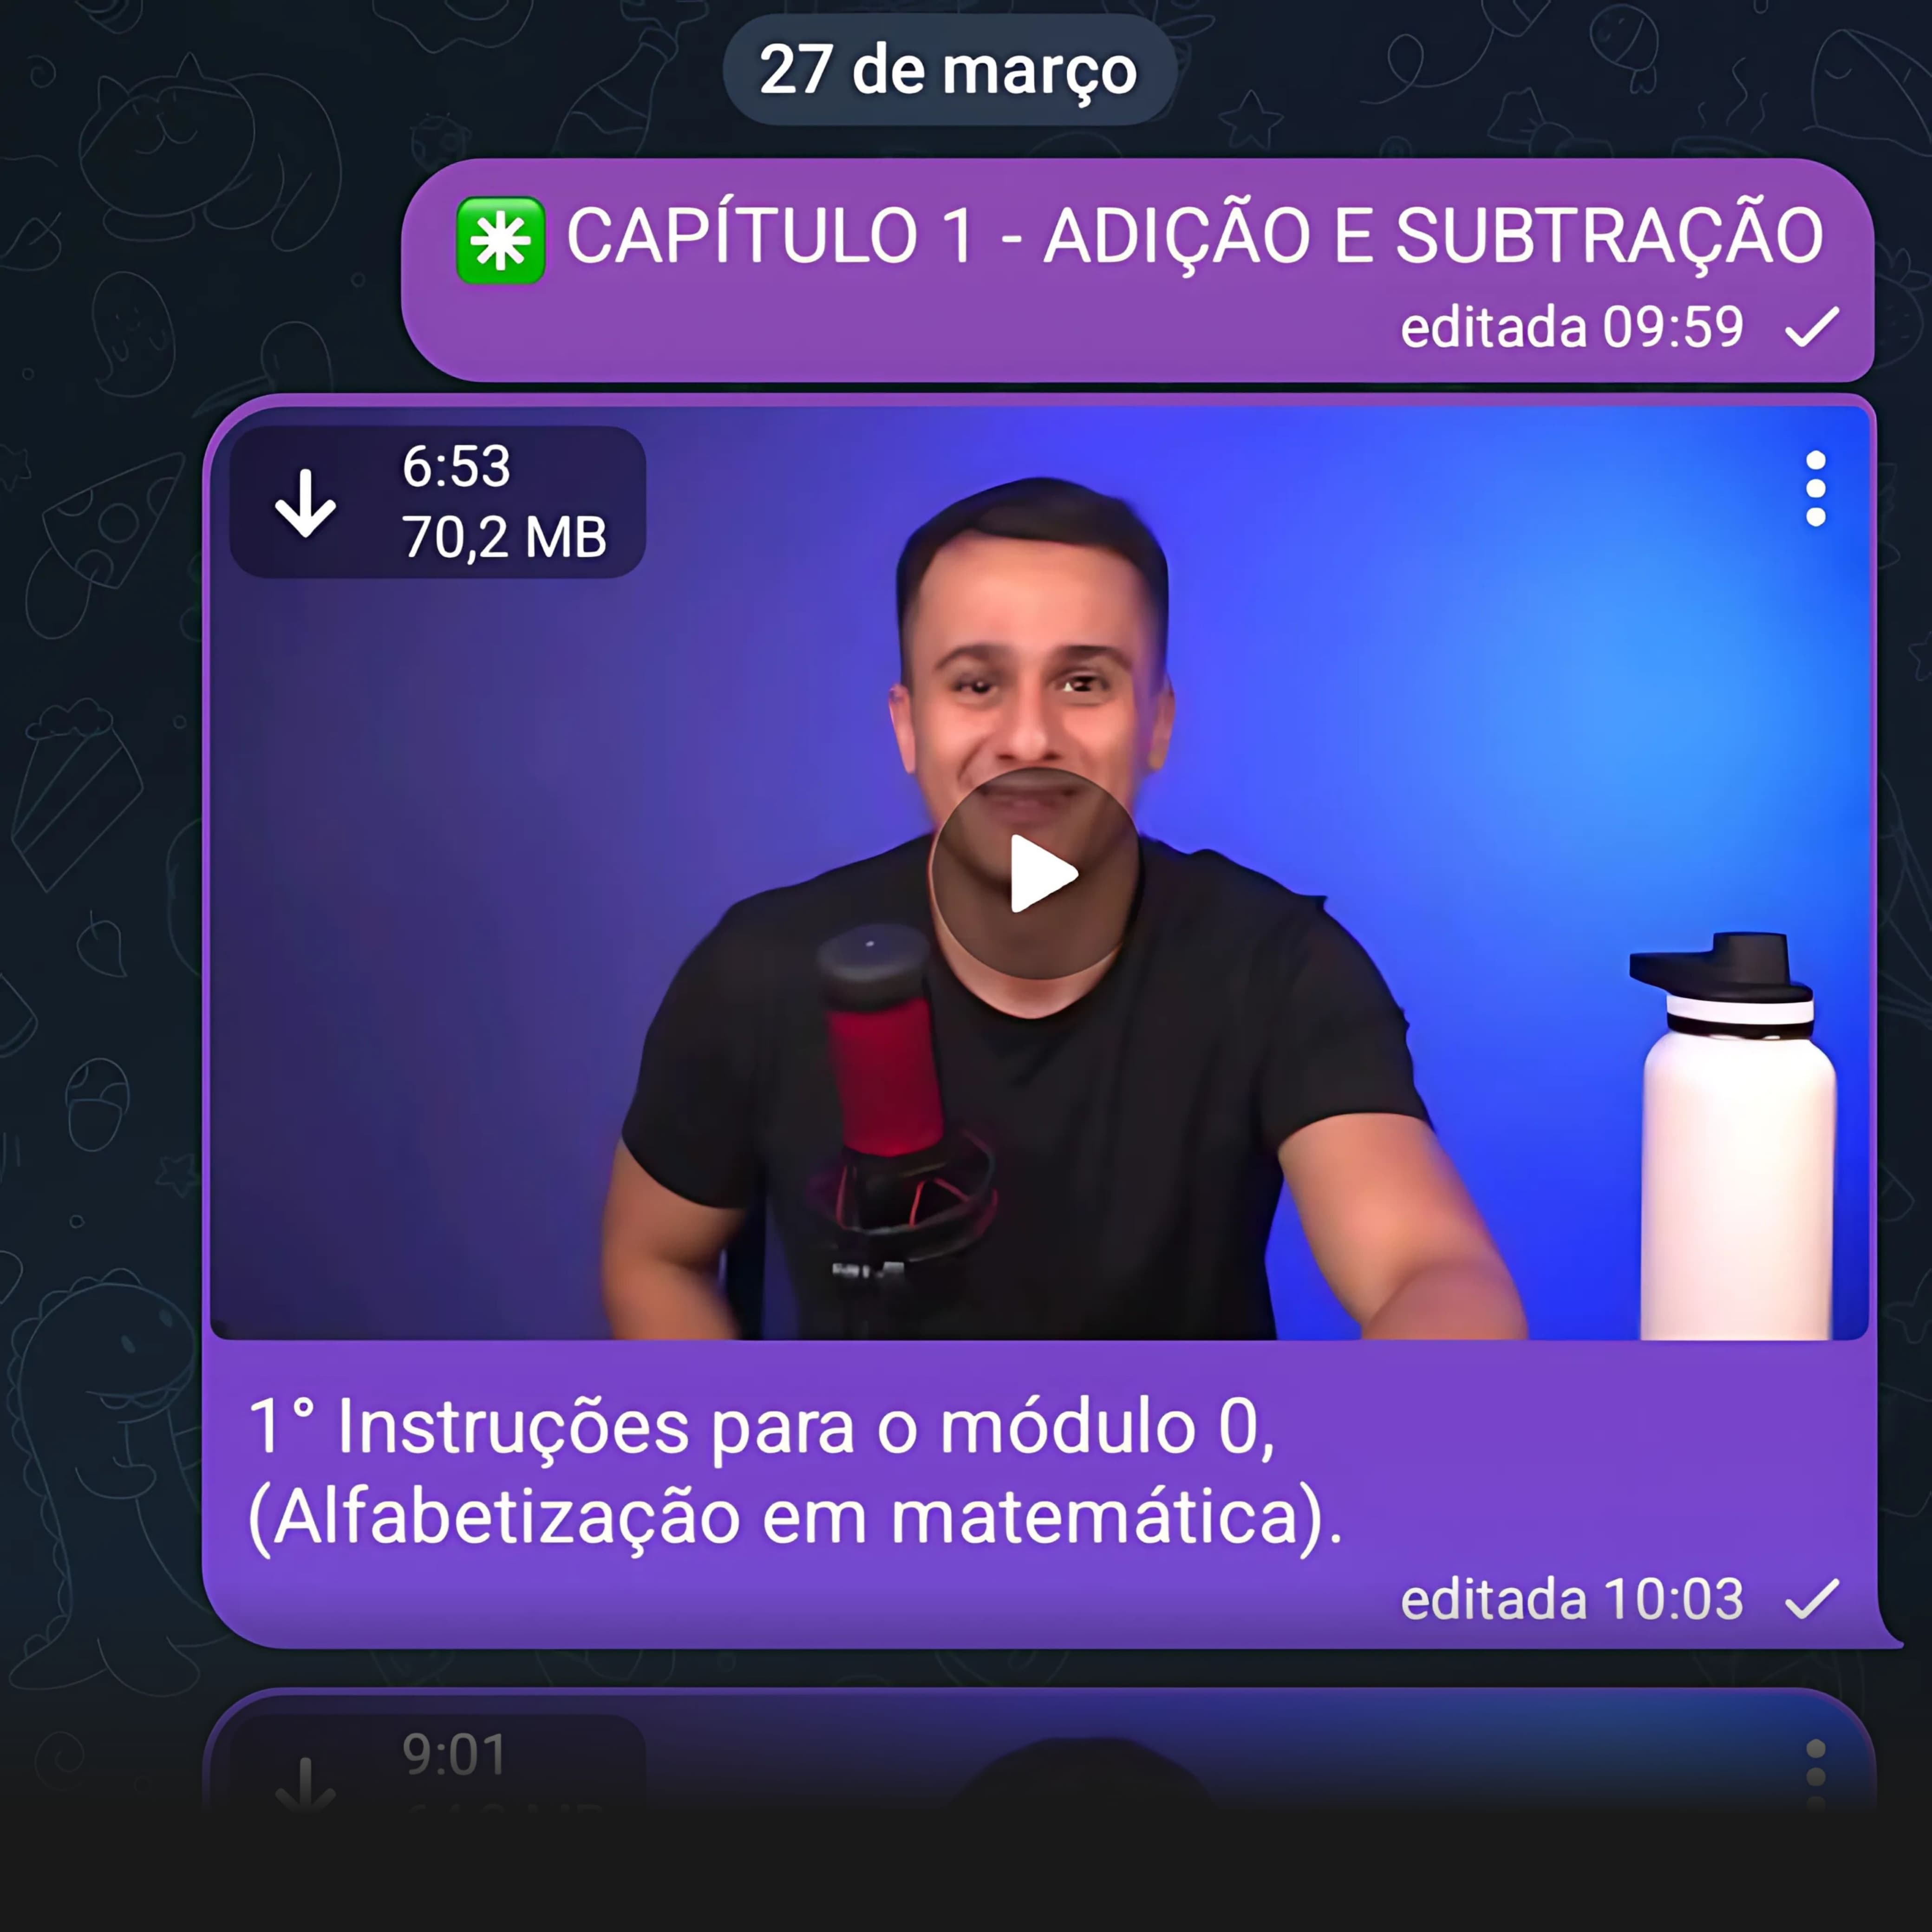 27 de março
✳️ CAPÍTULO 1 - ADIÇÃO E SUBTRAÇÃO
editada 09:59
6:53
70,2 MB
1° Instruções para o módulo 0,
(Alfabetização em matemática).
editada 10:03
9:01